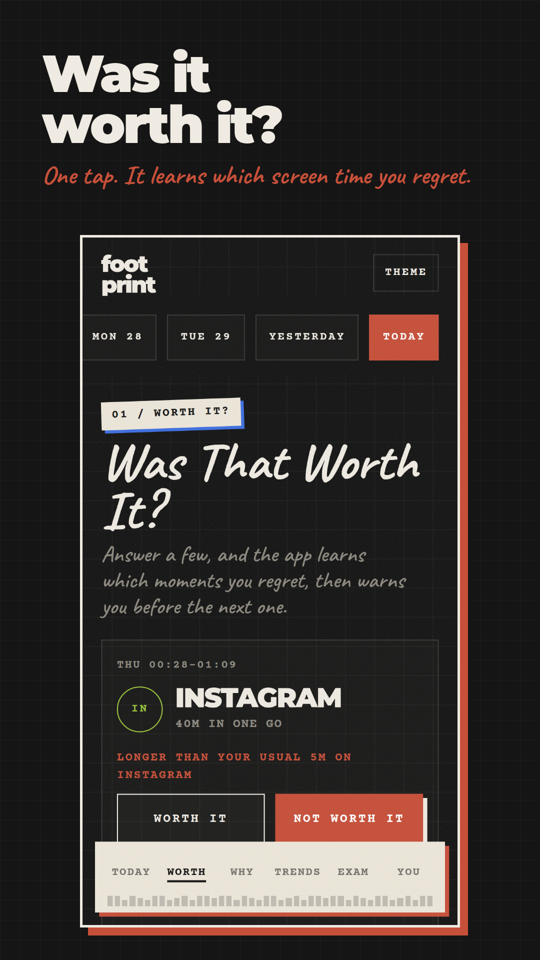 Was it
worth it?
One tap. It learns which screen time you regret.
foot
print
THEME
MON 28
TUE 29
YESTERDAY
TODAY
01 / WORTH IT?
Was That Worth
It?
Answer a few, and the app learns
which moments you regret, then warns
you before the next one.
THU 00:28–01:09
IN
INSTAGRAM
40M IN ONE GO
LONGER THAN YOUR USUAL 5M ON
INSTAGRAM
WORTH IT
NOT WORTH IT
TODAY
WORTH
WHY
TRENDS
EXAM
YOU